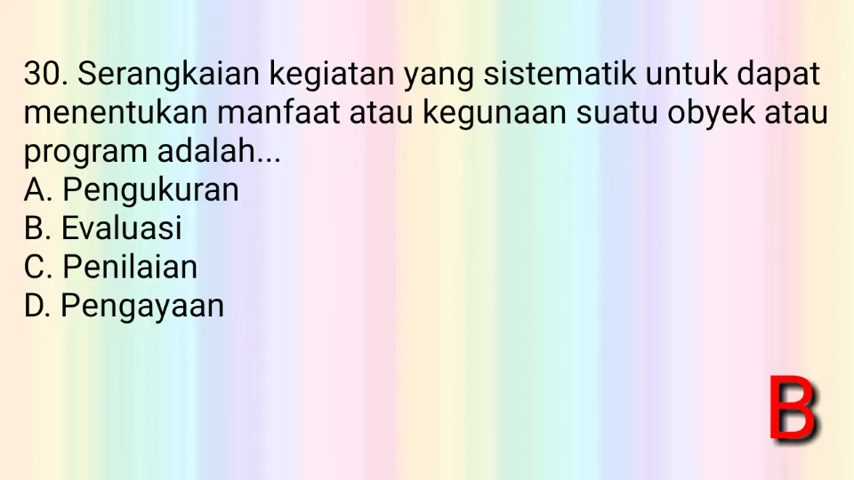 30. Serangkaian kegiatan yang sistematik untuk dapat
menentukan manfaat atau kegunaan suatu obyek atau
program adalah...
A. Pengukuran
B. Evaluasi
C. Penilaian
D. Pengayaan
B